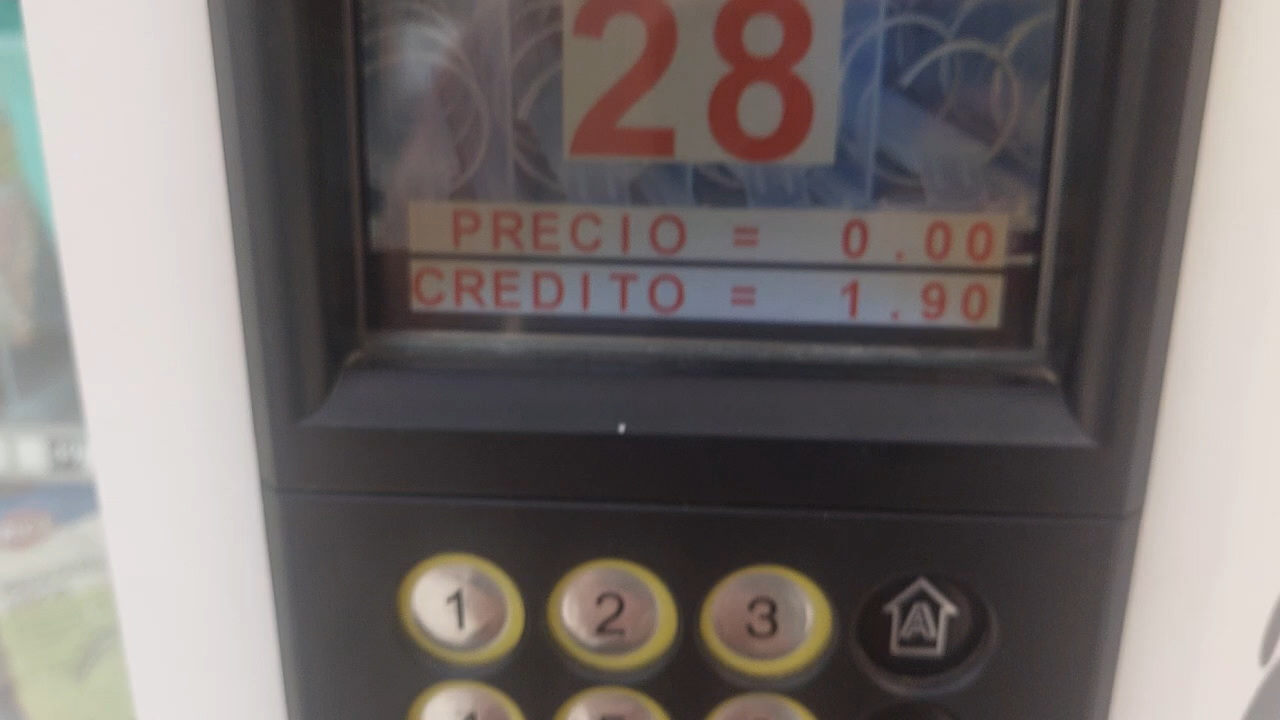 28
PRECIO = 0.00
CREDITO = 1.90
1 2 3 A